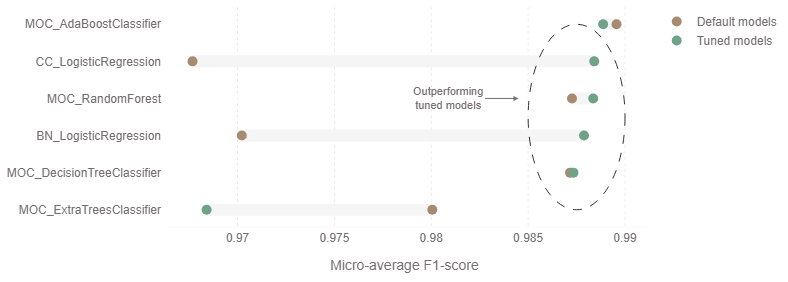 MOC_AdaBoostClassifier
CC_LogisticRegression
MOC_RandomForest
BN_LogisticRegression
MOC_DecisionTreeClassifier
MOC_ExtraTreesClassifier
Outperforming
tuned models
Default models
Tuned models
0.97 0.975 0.98 0.985 0.99
Micro-average F1-score